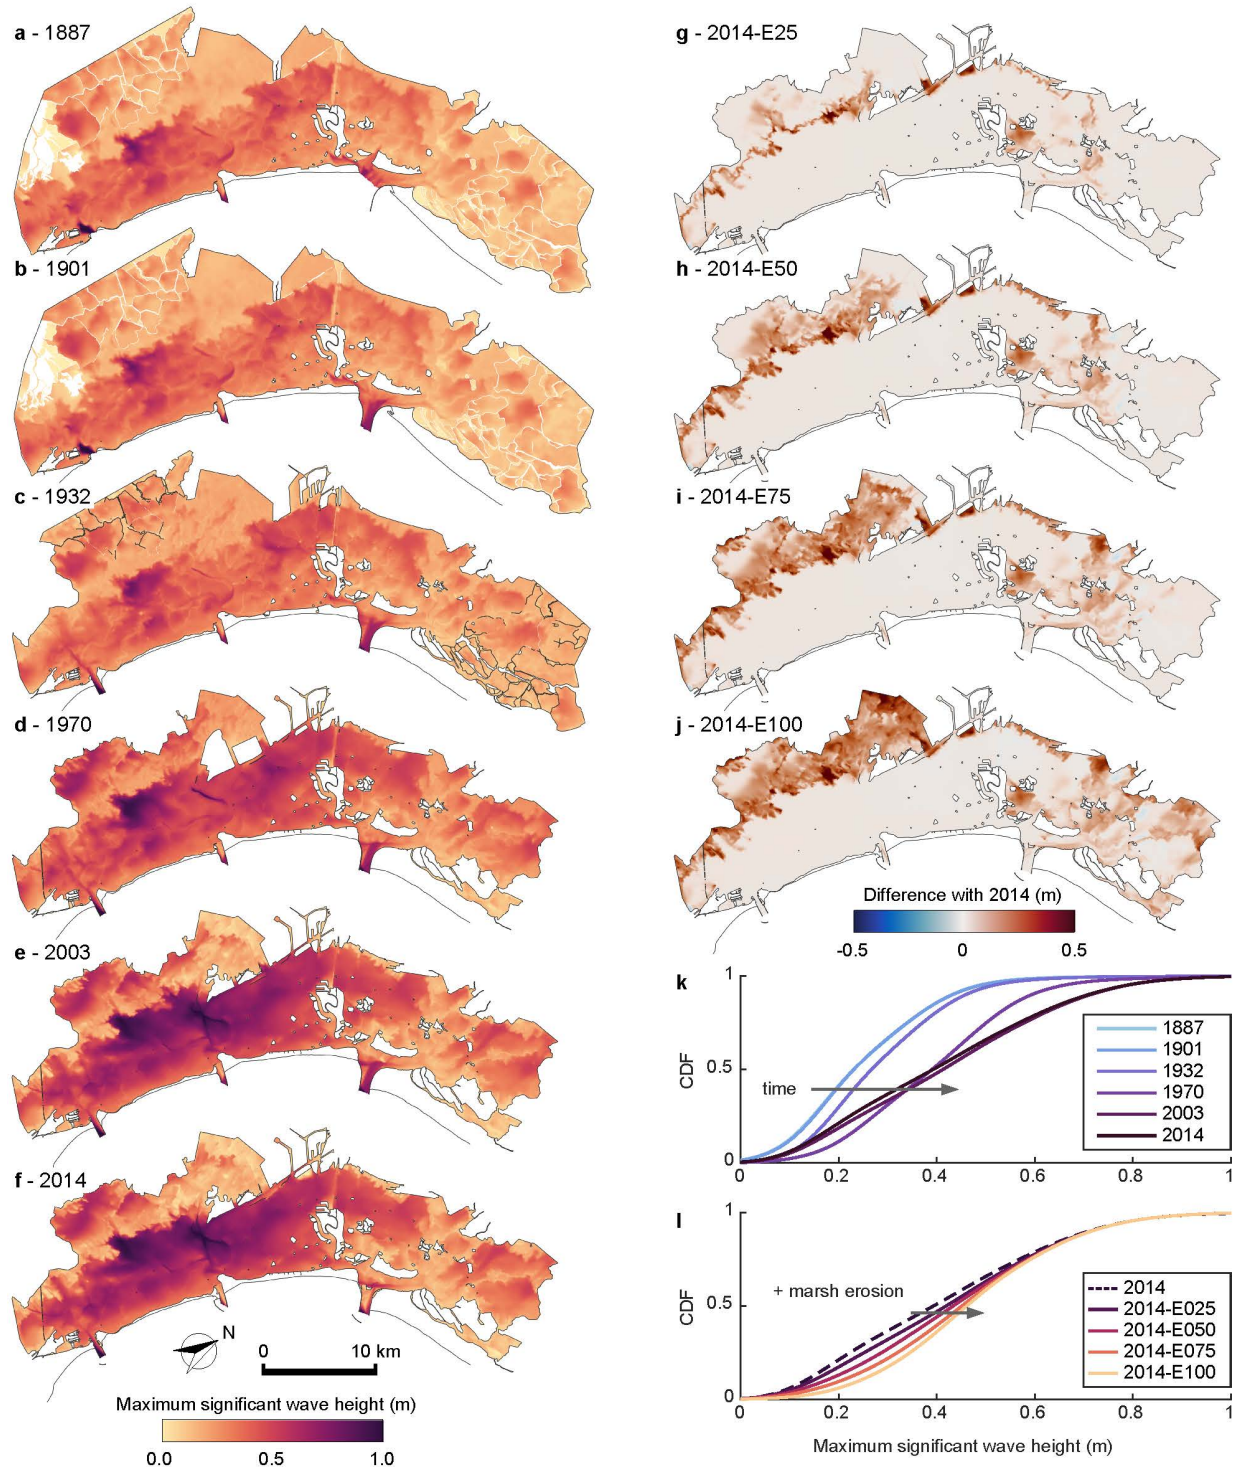 a - 1887
b - 1901
c - 1932
d - 1970
e - 2003
f - 2014
N
0 10 km
Maximum significant wave height (m)
0.0 0.5 1.0
g - 2014-E25
h - 2014-E50
i - 2014-E75
j - 2014-E100
Difference with 2014 (m)
-0.5 0 0.5
k
1
0.5
0
CDF
time
1887
1901
1932
1970
2003
2014
0 0.2 0.4 0.6 0.8 1
l
1
0.5
0
CDF
+ marsh erosion
2014
2014-E025
2014-E050
2014-E075
2014-E100
0 0.2 0.4 0.6 0.8 1
Maximum significant wave height (m)